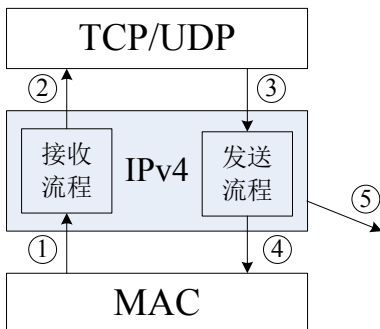 TCP/UDP
② ③
接收
流程
IPv4
发送
流程
⑤
① ④
MAC